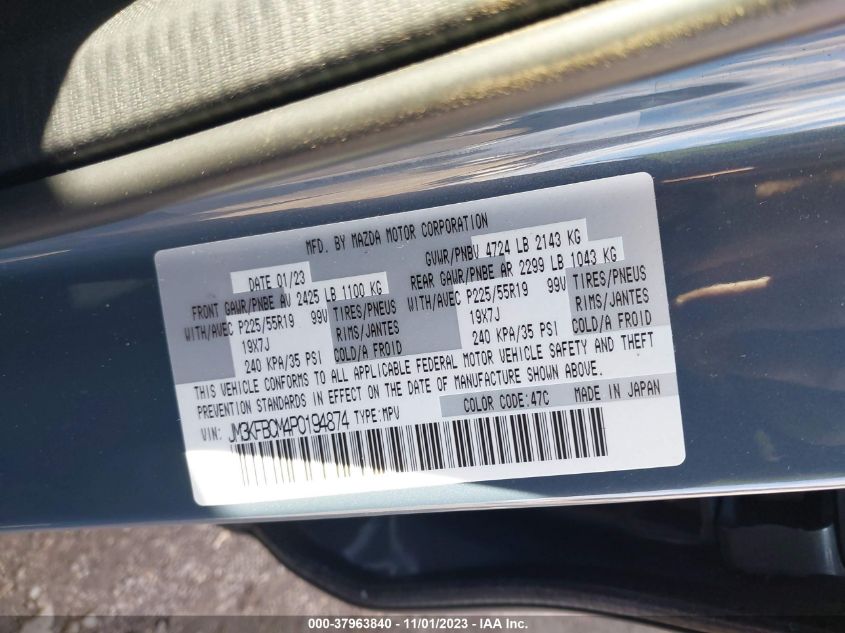 MFD. BY MAZDA MOTOR CORPORATION
DATE 01/23
GVWR/PNBV 4724 LB 2143 KG
FRONT GAWR/PNBE AV 2425 LB 1100 KG
REAR GAWR/PNBE AR 2299 LB 1043 KG
WITH/AVEC P225/55R19 99V TIRES/PNEUS
WITH/AVEC P225/55R19 99V TIRES/PNEUS
19X7J RIMS/JANTES
19X7J RIMS/JANTES
240 KPA/35 PSI COLD/A FROID
240 KPA/35 PSI COLD/A FROID
THIS VEHICLE CONFORMS TO ALL APPLICABLE FEDERAL MOTOR VEHICLE SAFETY AND THEFT
PREVENTION STANDARDS IN EFFECT ON THE DATE OF MANUFACTURE SHOWN ABOVE.
COLOR CODE:47C MADE IN JAPAN
VIN: JM3KFBCM4P0194874 TYPE:MPV
000-37963840 - 11/01/2023 - IAA Inc.